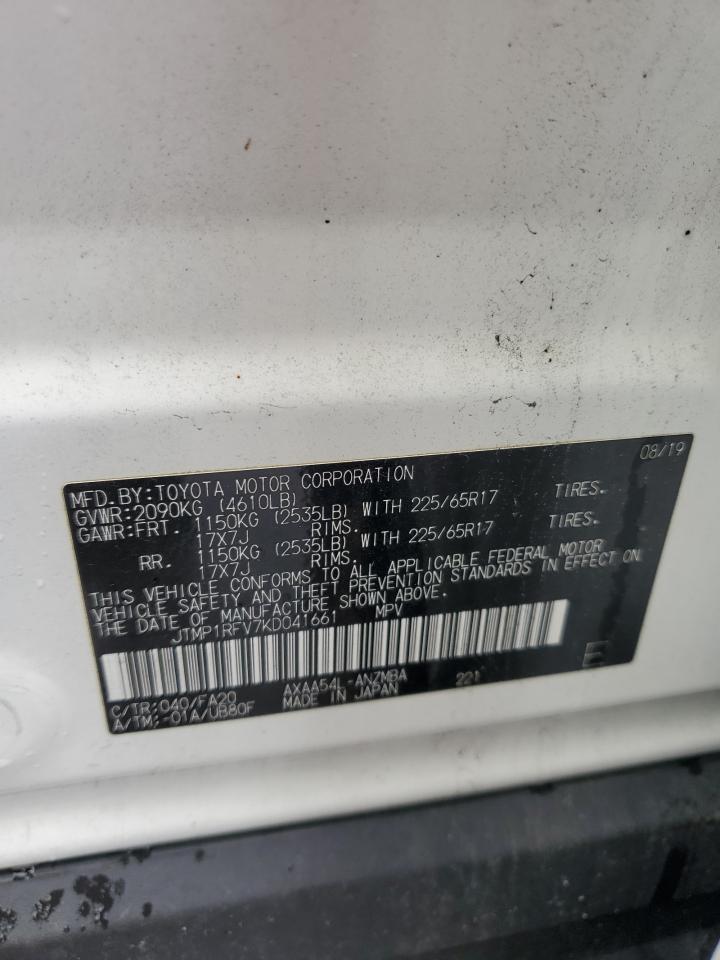 08/19
MFD.BY:TOYOTA MOTOR CORPORATION
GVWR:2090KG (4610LB)
GAWR:FRT. 1150KG (2535LB) WITH 225/65R17 TIRES.
17X7J RIMS.
RR. 1150KG (2535LB) WITH 225/65R17 TIRES.
17X7J RIMS.
THIS VEHICLE CONFORMS TO ALL APPLICABLE FEDERAL MOTOR
VEHICLE SAFETY AND THEFT PREVENTION STANDARDS IN EFFECT ON
THE DATE OF MANUFACTURE SHOWN ABOVE.
JTMP1RFV7KD041661 MPV
C/TR:040/FA20 AXAA54L-ANZMBA 221 E
A/TM:-01A/UB80F MADE IN JAPAN